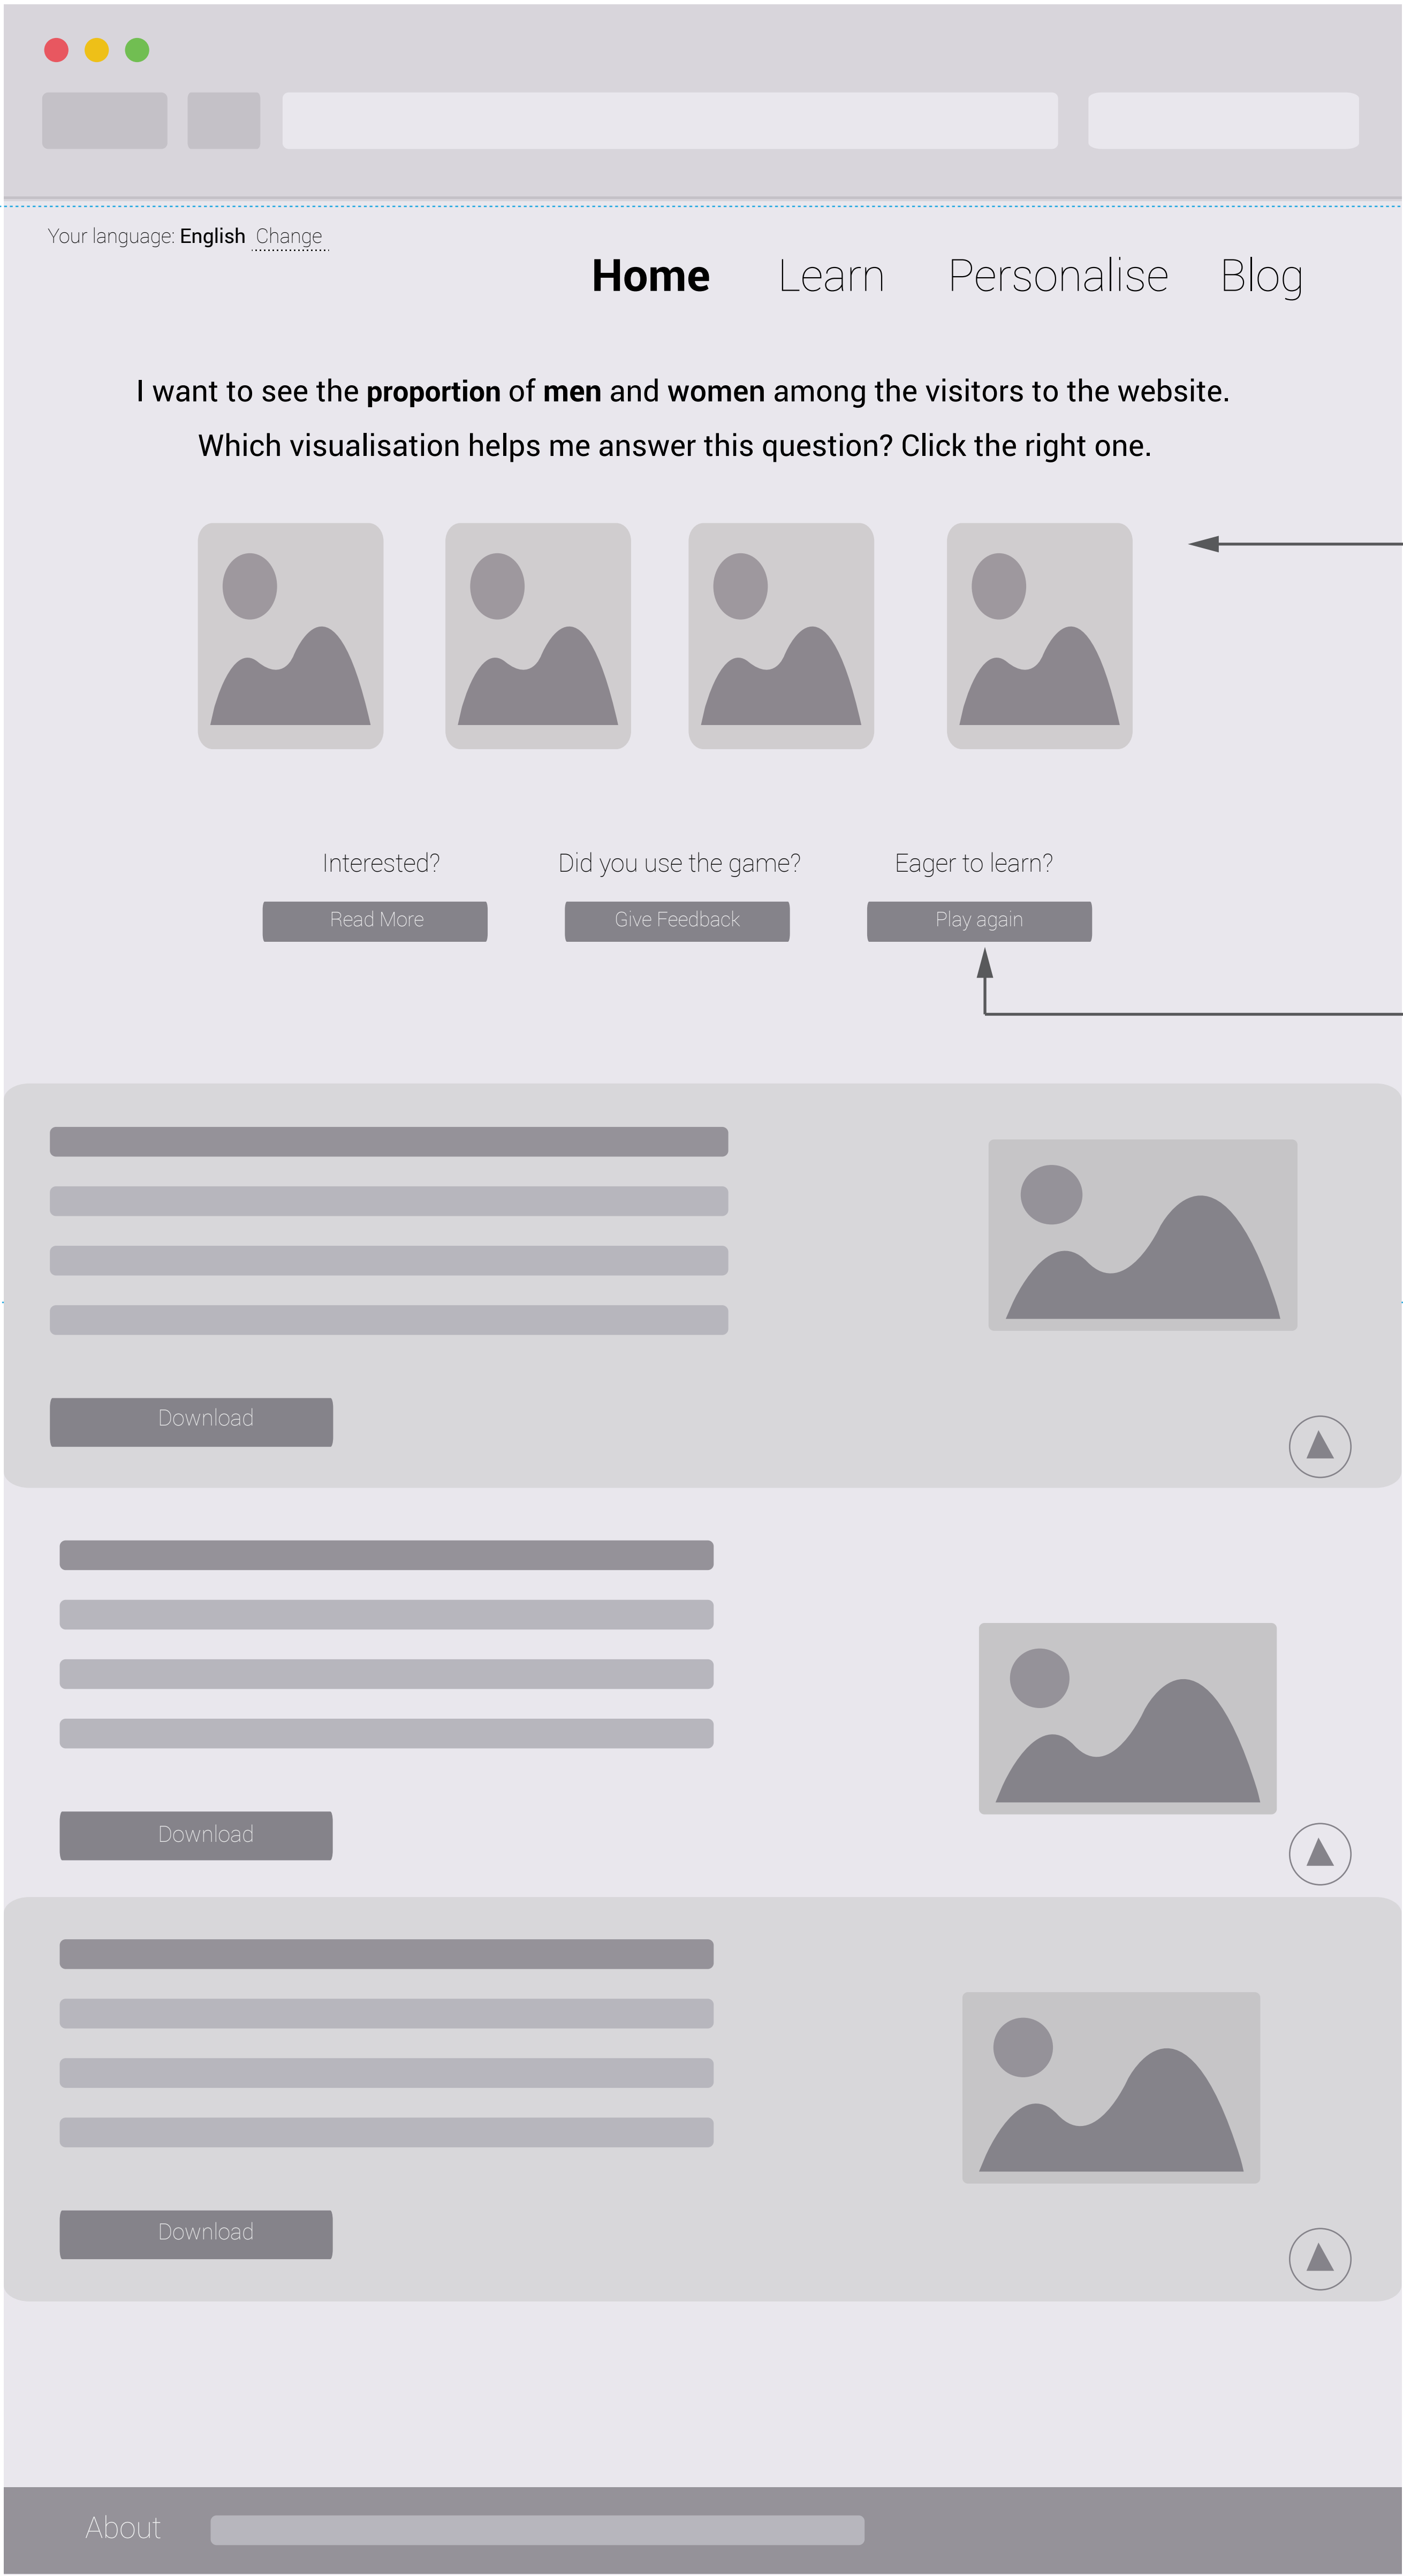 Your language: English Change
Home Learn Personalise Blog
I want to see the proportion of men and women among the visitors to the website.
Which visualisation helps me answer this question? Click the right one.
Interested? Did you use the game? Eager to learn?
Read More Give Feedback Play again
Download
Download
Download
About